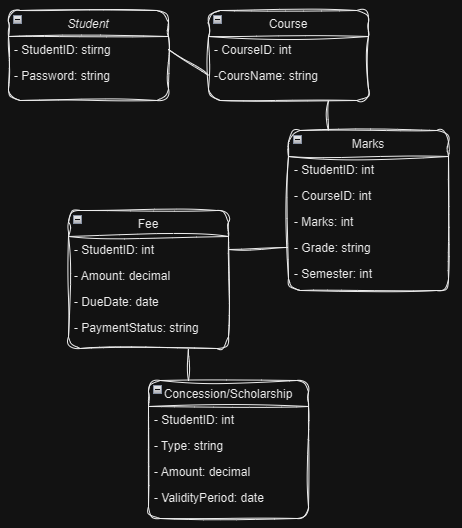 Student
- StudentID: stirng
- Password: string
Course
- CourseID: int
-CoursName: string
Marks
- StudentID: int
- CourseID: int
- Marks: int
- Grade: string
- Semester: int
Fee
- StudentID: int
- Amount: decimal
- DueDate: date
- PaymentStatus: string
Concession/Scholarship
- StudentID: int
- Type: string
- Amount: decimal
- ValidityPeriod: date